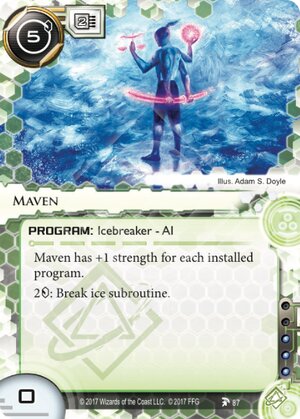 5
2
Illus. Adam S. Doyle
MAVEN
PROGRAM: Icebreaker - AI
Maven has +1 strength for each installed
program.
2: Break ice subroutine.
0
© 2017 Wizards of the Coast LLC. © 2017 FFG
67